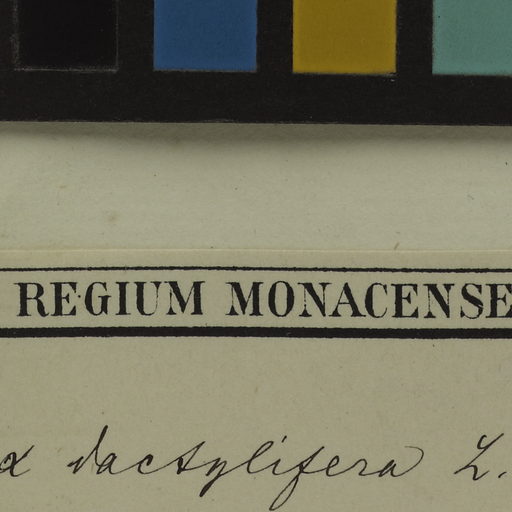 REGIUM MONACENSE
x dactylifera L.